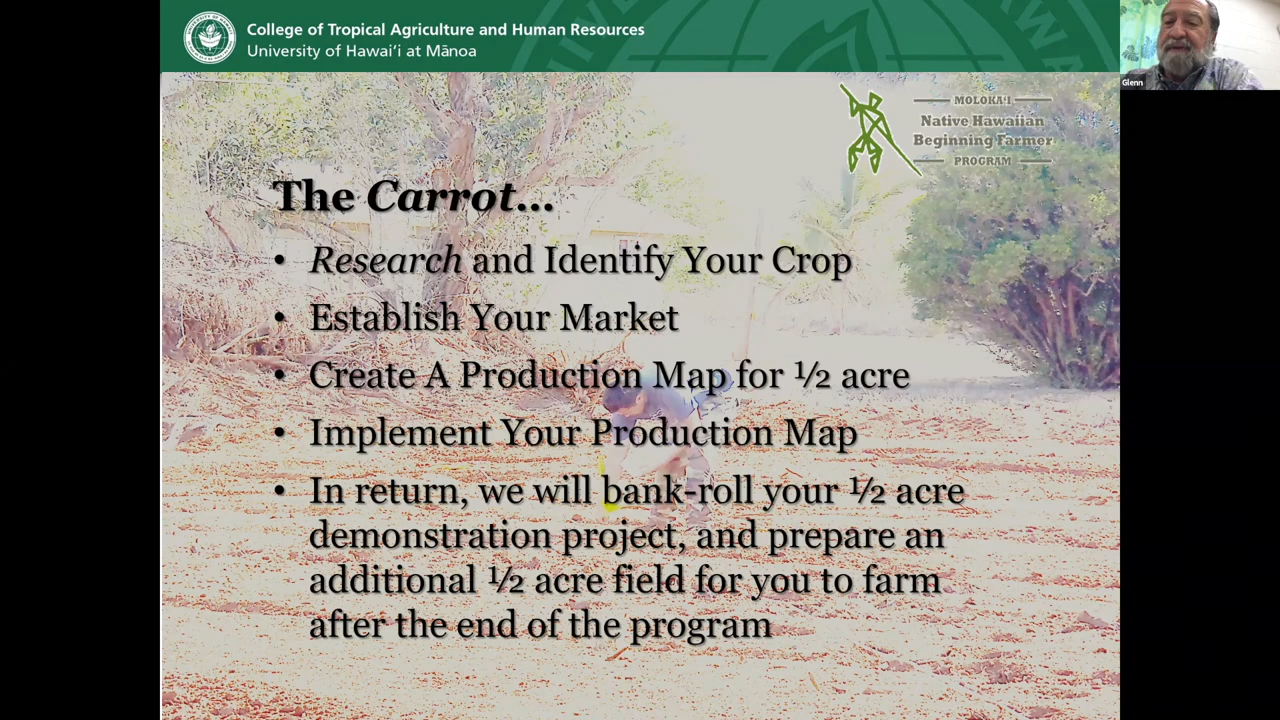 College of Tropical Agriculture and Human Resources
University of Hawaiʻi at Mānoa
Glenn
MOLOKAʻI
Native Hawaiian
Beginning Farmer
PROGRAM
The Carrot...
• Research and Identify Your Crop
• Establish Your Market
• Create A Production Map for ½ acre
• Implement Your Production Map
• In return, we will bank-roll your ½ acre
demonstration project, and prepare an
additional ½ acre field for you to farm
after the end of the program